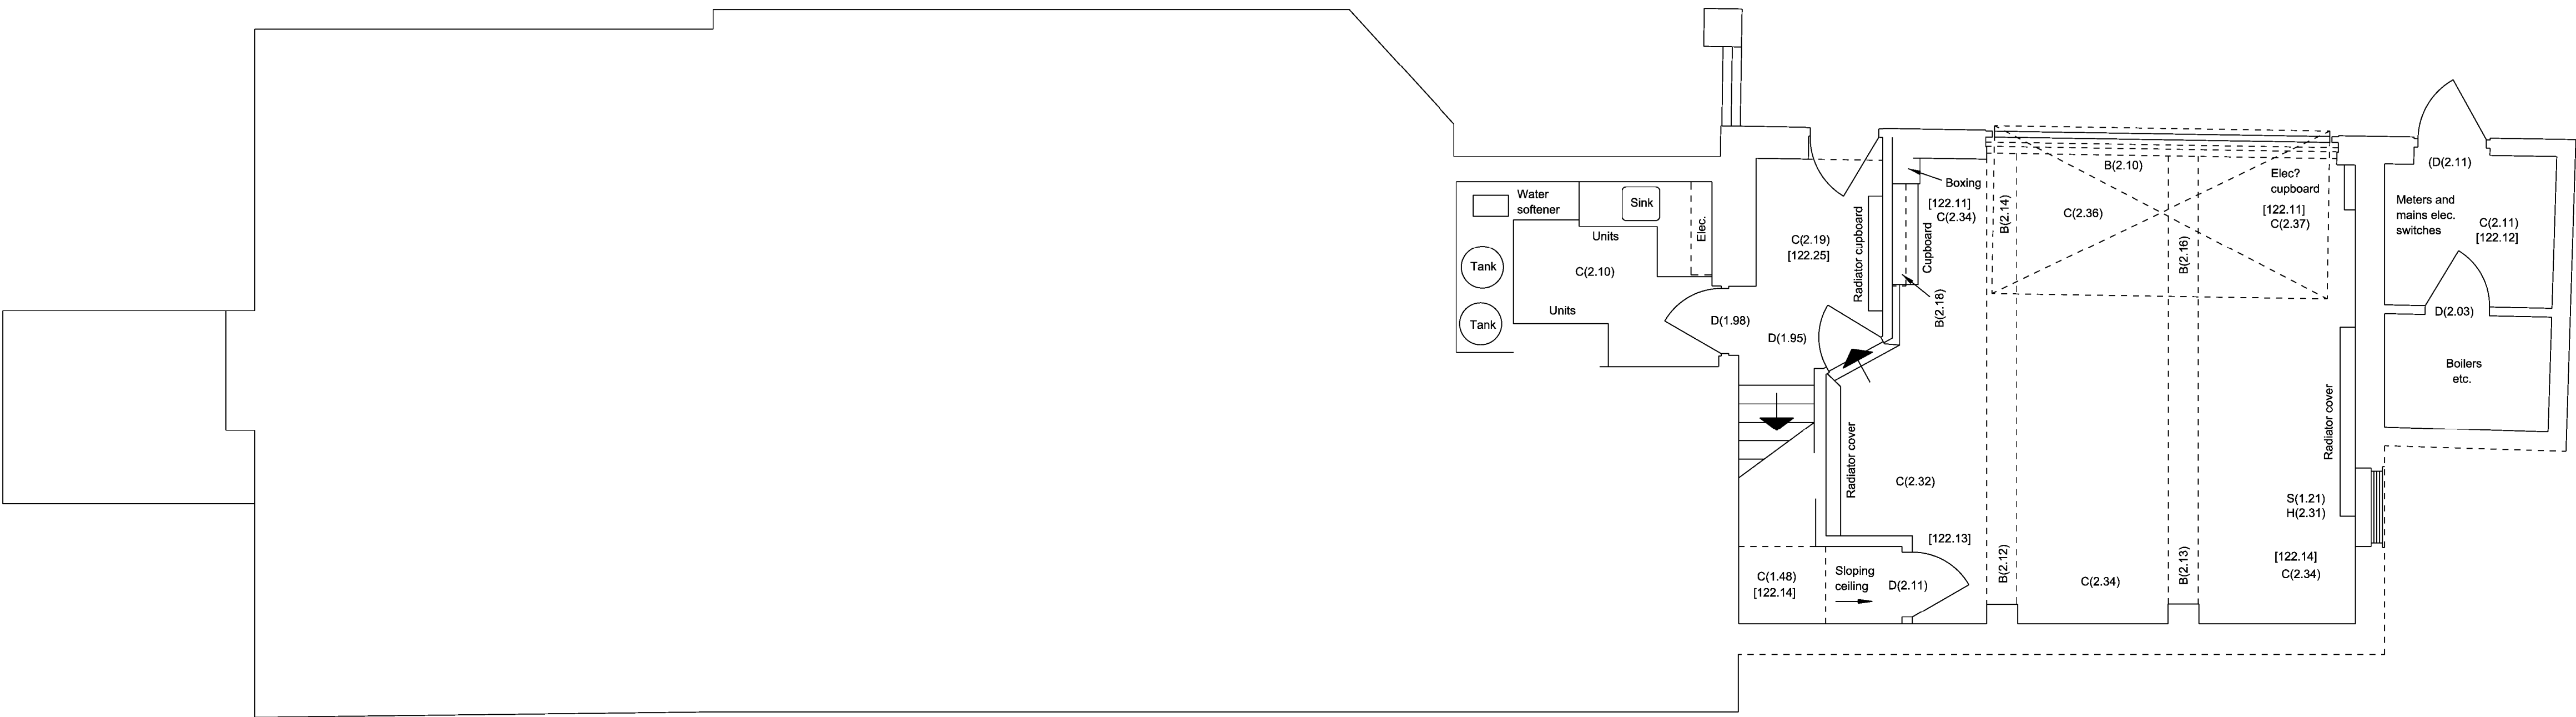 Water
softener
Sink
Elec.
Units
Tank
C(2.10)
Units
Tank
D(1.98)
C(2.19)
[122.25]
Radiator cupboard
D(1.95)
Boxing
[122.11]
C(2.34)
Cupboard
B(2.18)
B(2.14)
B(2.10)
C(2.36)
B(2.16)
Elec?
cupboard
[122.11]
C(2.37)
(D(2.11)
Meters and
mains elec.
switches
C(2.11)
[122.12]
D(2.03)
Boilers
etc.
Radiator cover
Radiator cover
C(2.32)
S(1.21)
H(2.31)
[122.13]
B(2.12)
B(2.13)
[122.14]
C(2.34)
C(2.34)
C(1.48)
[122.14]
Sloping
ceiling
D(2.11)